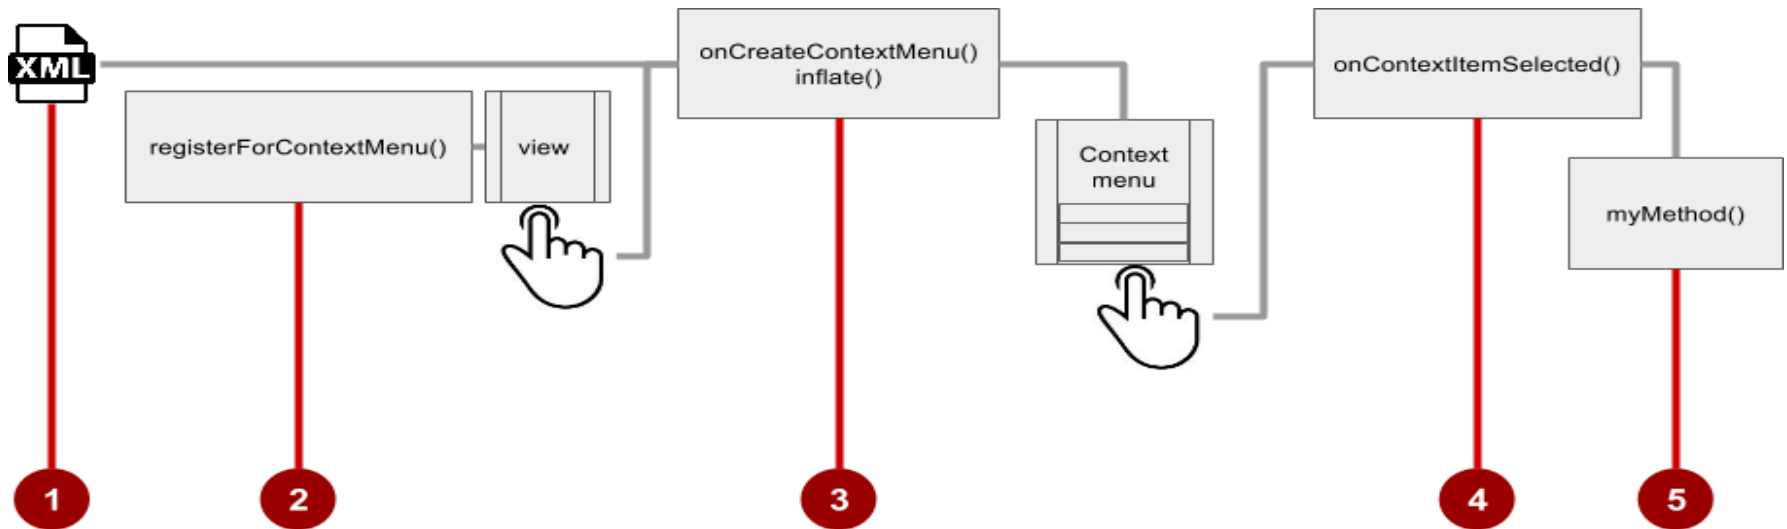 XML
registerForContextMenu()
view
onCreateContextMenu()
inflate()
Context
menu
onContextItemSelected()
myMethod()
1
2
3
4
5